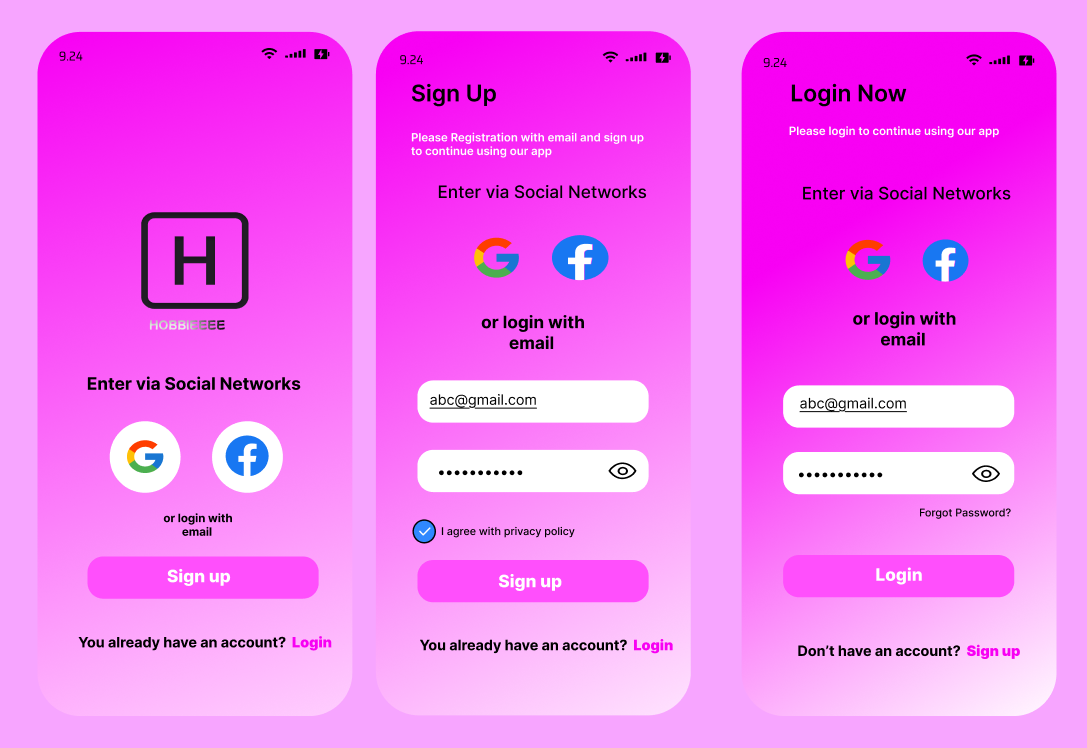 9.24
H
HOBBIEEEE
Enter via Social Networks
or login with
email
Sign up
You already have an account? Login
9.24
Sign Up
Please Registration with email and sign up
to continue using our app
Enter via Social Networks
or login with
email
abc@gmail.com
•••••••••••
I agree with privacy policy
Sign up
You already have an account? Login
9.24
Login Now
Please login to continue using our app
Enter via Social Networks
or login with
email
abc@gmail.com
•••••••••••
Forgot Password?
Login
Don't have an account? Sign up